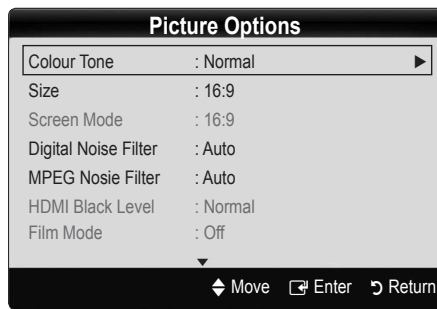 Picture Options
Colour Tone : Normal
Size : 16:9
Screen Mode : 16:9
Digital Noise Filter : Auto
MPEG Nosie Filter : Auto
HDMI Black Level : Normal
Film Mode : Off
Move Enter Return